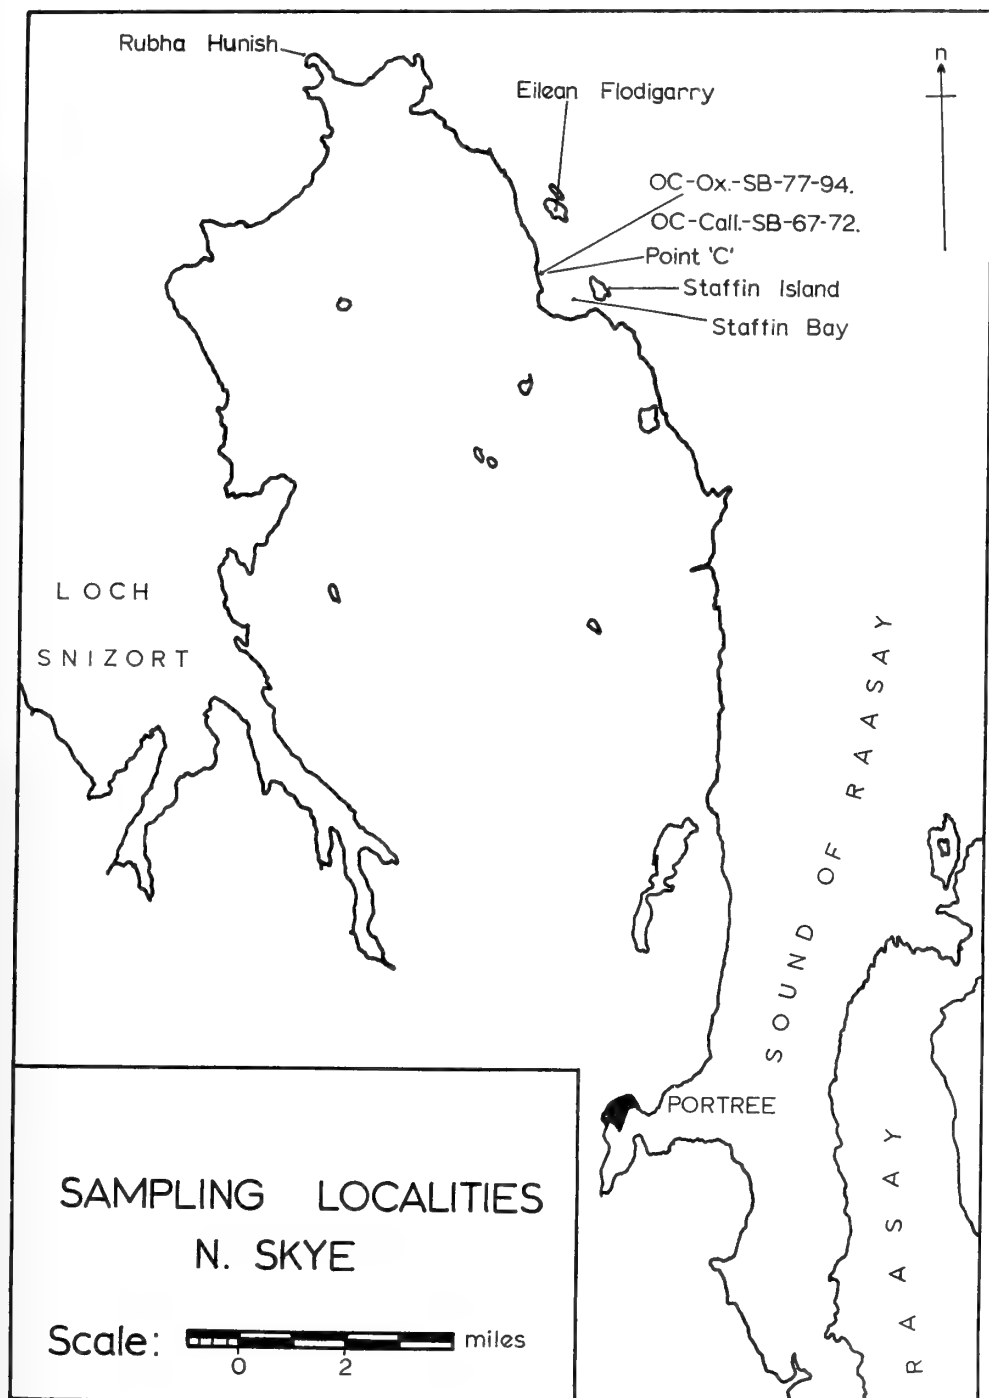 Rubha Hunish
n
Eilean Flodigarry
OC-Ox.-SB-77-94.
OC-Call.-SB-67-72.
Point 'C'
Staffin Island
Staffin Bay
LOCH
SNIZORT
SOUND OF RAASAY
PORTREE
RAASAY
SAMPLING LOCALITIES
N. SKYE
Scale:
miles
0 2